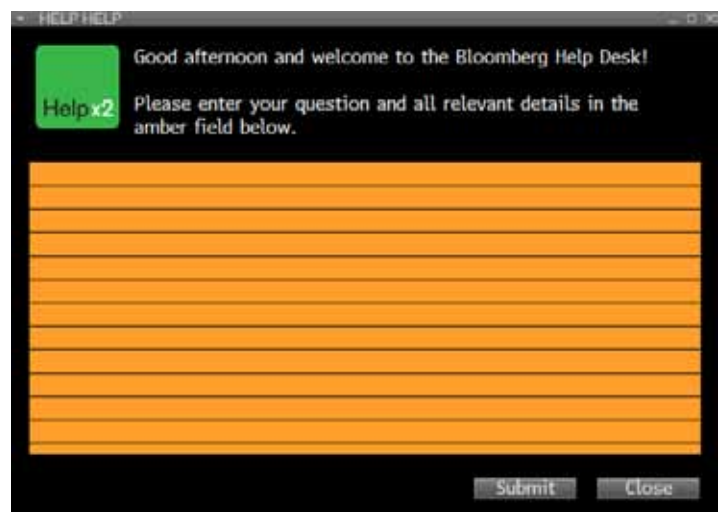 HELP HELP
Good afternoon and welcome to the Bloomberg Help Desk!
Help x2
Please enter your question and all relevant details in the
amber field below.
Submit
Close